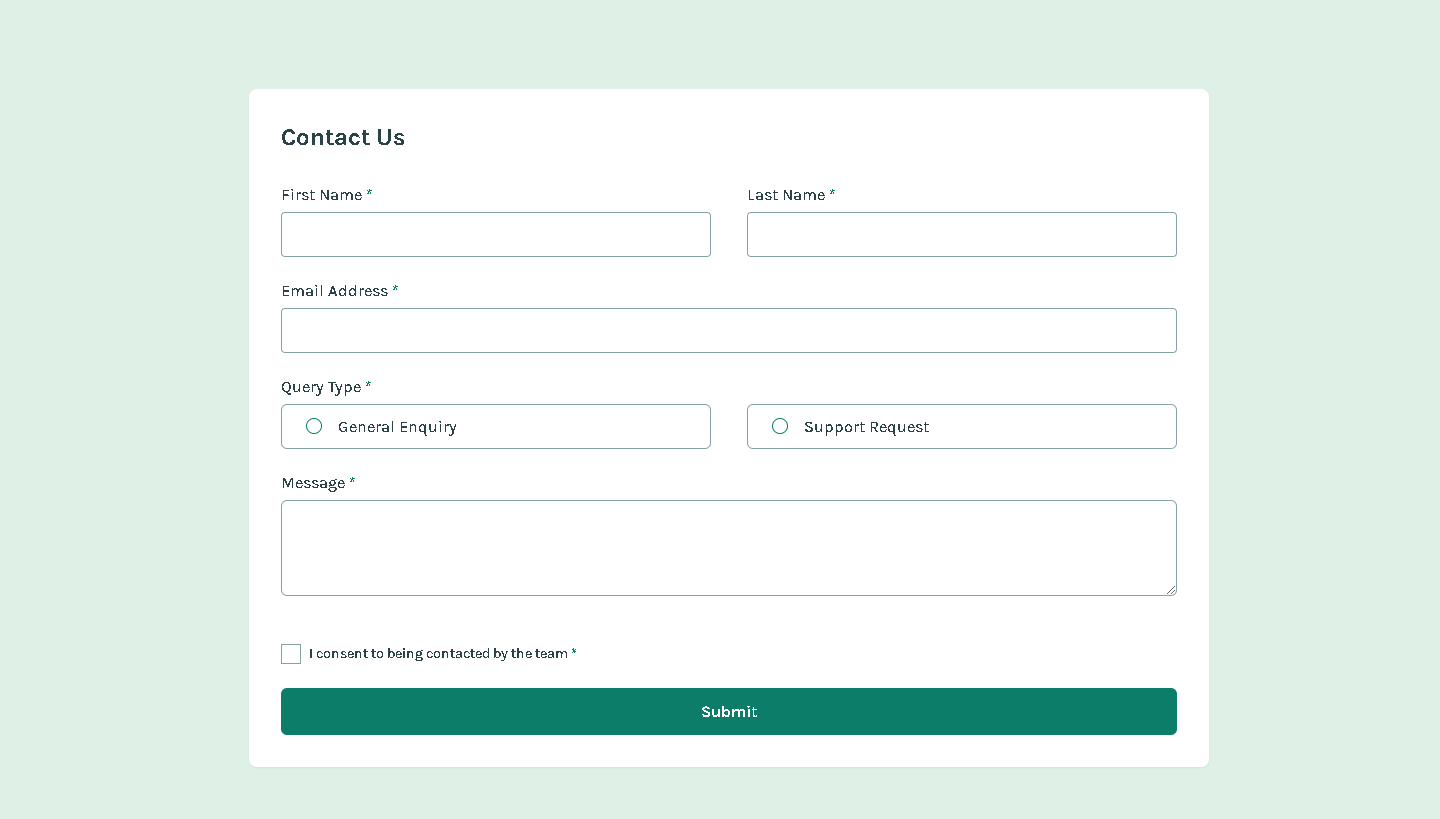 Contact Us
First Name * Last Name *
Email Address *
Query Type *
General Enquiry Support Request
Message *
I consent to being contacted by the team *
Submit